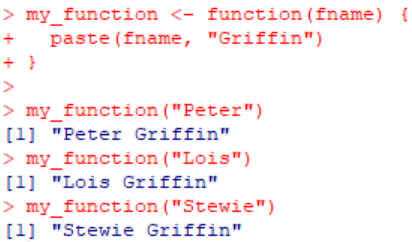 > my_function <- function(fname) {
+   paste(fname, "Griffin")
+ }
>
> my_function("Peter")
[1] "Peter Griffin"
> my_function("Lois")
[1] "Lois Griffin"
> my_function("Stewie")
[1] "Stewie Griffin"